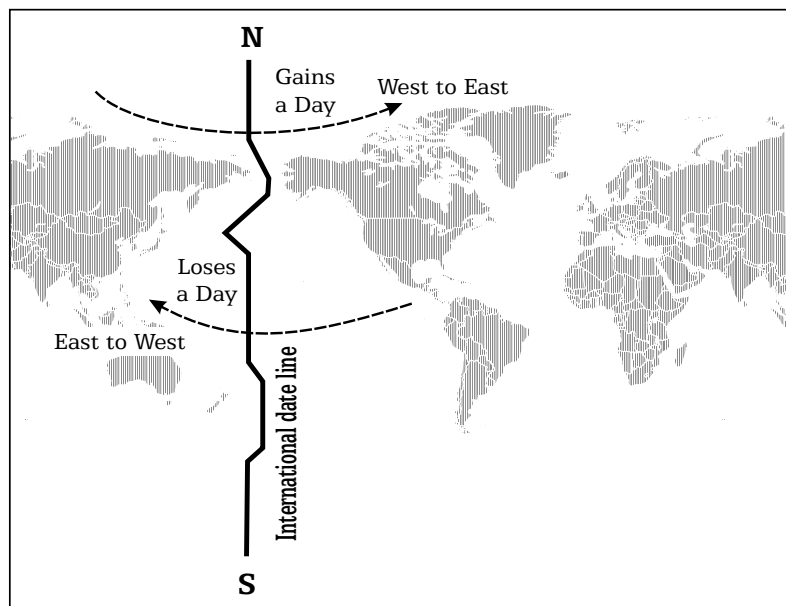 N
Gains
a Day
West to East
Loses
a Day
East to West
International date line
S